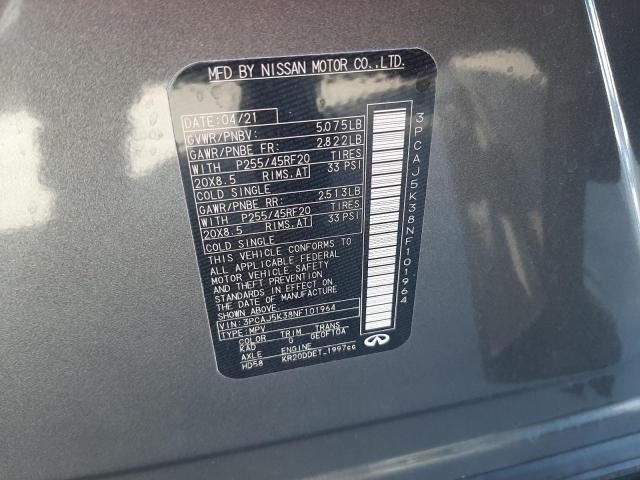 MFD BY NISSAN MOTOR CO.,LTD.
DATE: 04/21
GVWR/PNBV: 5,075LB
GAWR/PNBE FR: 2,822LB
WITH P255/45RF20 TIRES
20X8.5 RIMS,AT 33 PSI
COLD SINGLE
GAWR/PNBE RR: 2,513LB
WITH P255/45RF20 TIRES
20X8.5 RIMS,AT 33 PSI
COLD SINGLE
THIS VEHICLE CONFORMS TO
ALL APPLICABLE FEDERAL
MOTOR VEHICLE SAFETY
AND THEFT PREVENTION
STANDARDS IN EFFECT ON
THE DATE OF MANUFACTURE
SHOWN ABOVE
VIN: 3PCAJ5K38NF101964
TYPE: MPV
COLOR TRIM TRANS
KAD G GE0F10A
AXLE ENGINE
HD58 KR20DDET 1997cc
3PCAJ5K38NF101964